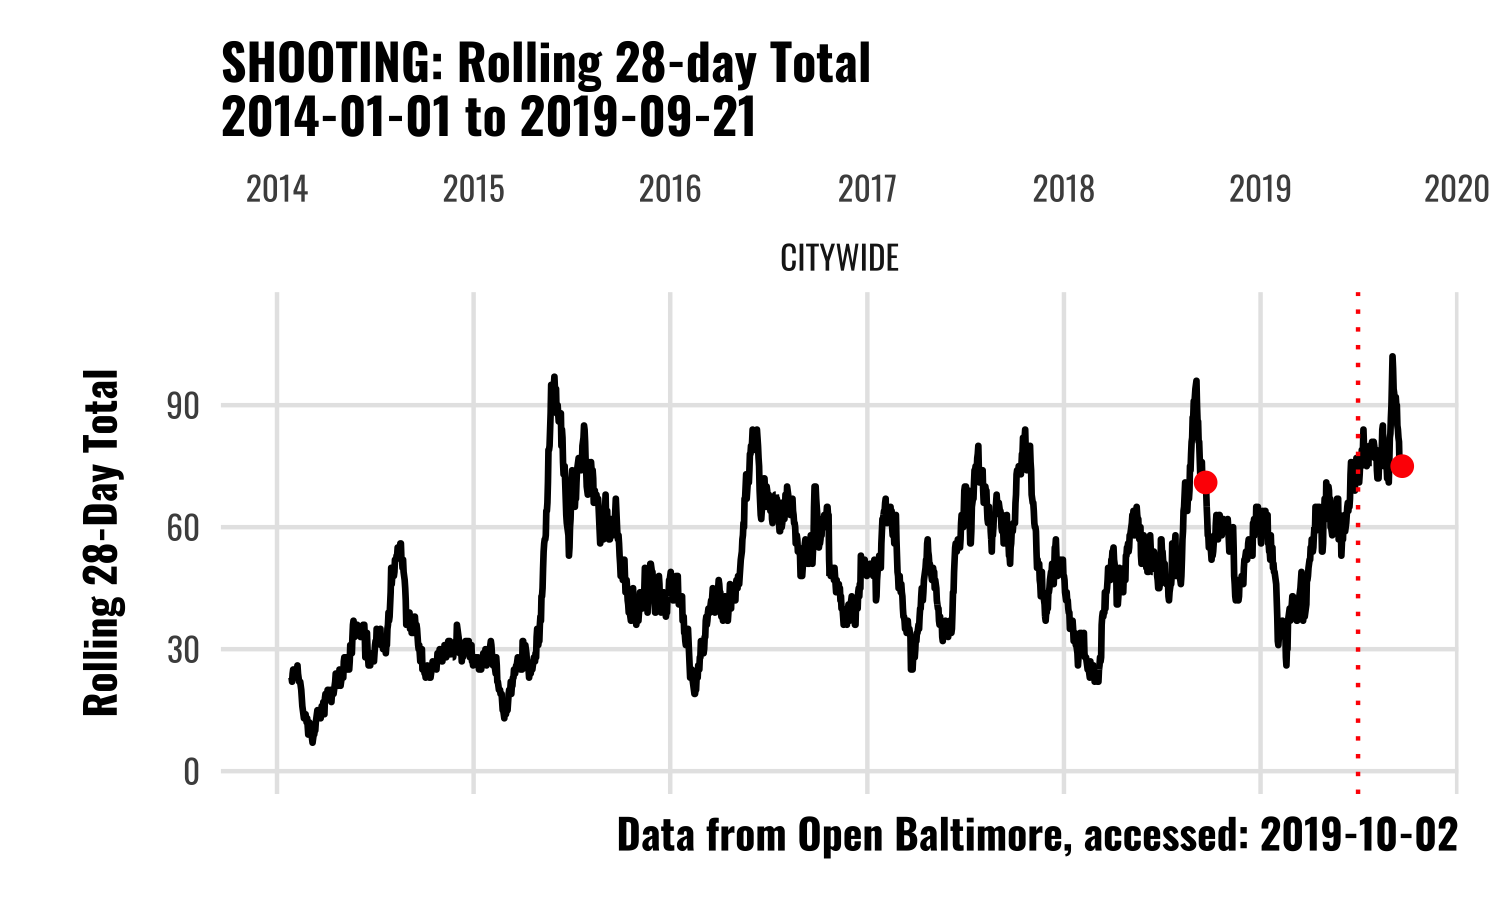 SHOOTING: Rolling 28-day Total
2014-01-01 to 2019-09-21
2014 2015 2016 2017 2018 2019 2020
CITYWIDE
Rolling 28-Day Total
90
60
30
0
Data from Open Baltimore, accessed: 2019-10-02